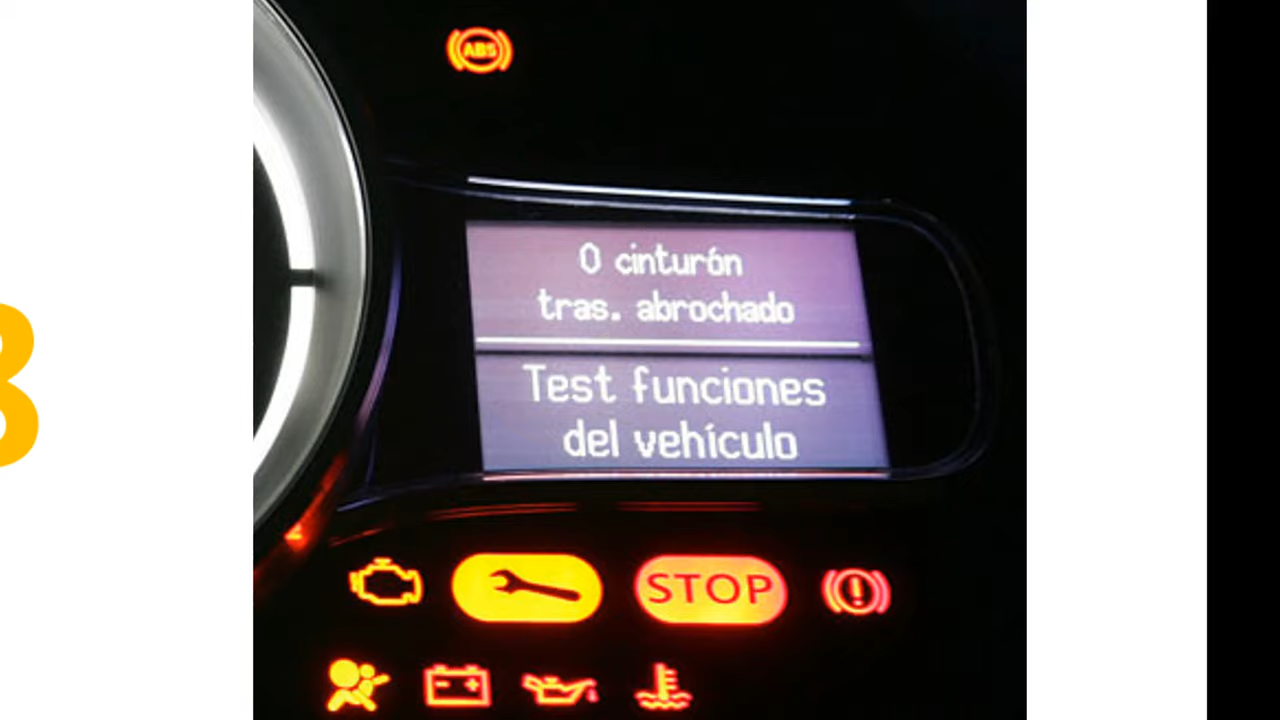 ABS
0 cinturón
tras. abrochado
Test funciones
del vehículo
STOP